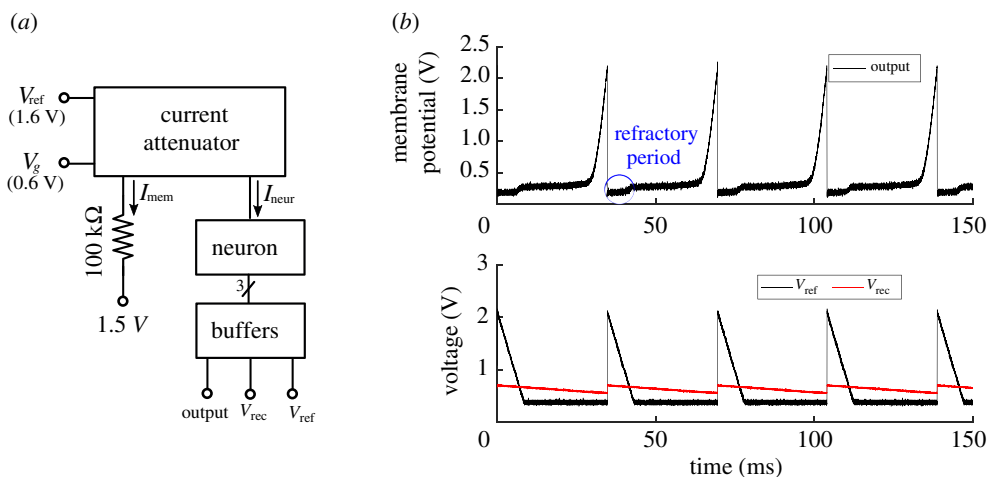 (a)
V_ref
(1.6 V)
V_g
(0.6 V)
current
attenuator
I_mem
I_neur
100 kΩ
1.5 V
neuron
3
buffers
output
V_rec
V_ref
(b)
membrane
potential (V)
2.5
2.0
1.5
1.0
0.5
output
refractory
period
0
50
100
150
voltage (V)
3
2
1
0
V_ref
V_rec
0
50
100
150
time (ms)